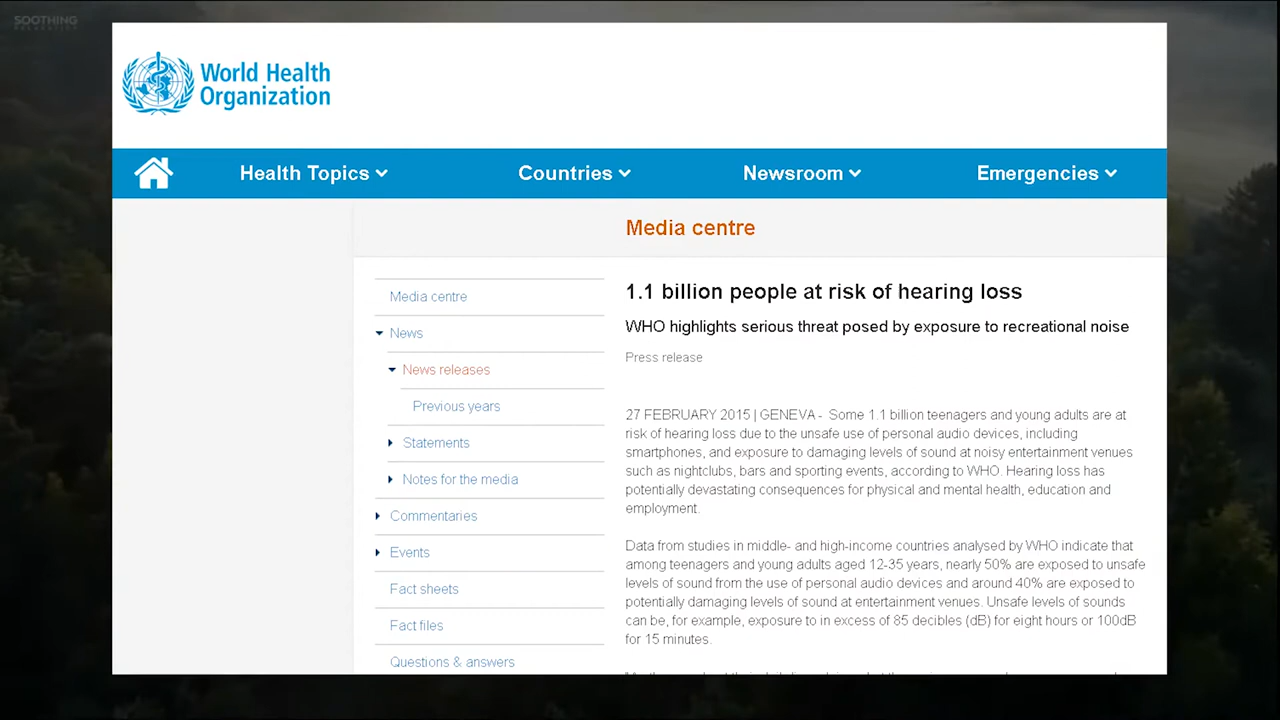 SOOTHING
World Health
Organization
Health Topics
Countries
Newsroom
Emergencies
Media centre
Media centre
News
News releases
Previous years
Statements
Notes for the media
Commentaries
Events
Fact sheets
Fact files
Questions & answers
1.1 billion people at risk of hearing loss
WHO highlights serious threat posed by exposure to recreational noise
Press release
27 FEBRUARY 2015 | GENEVA - Some 1.1 billion teenagers and young adults are at
risk of hearing loss due to the unsafe use of personal audio devices, including
smartphones, and exposure to damaging levels of sound at noisy entertainment venues
such as nightclubs, bars and sporting events, according to WHO. Hearing loss has
potentially devastating consequences for physical and mental health, education and
employment.
Data from studies in middle- and high-income countries analysed by WHO indicate that
among teenagers and young adults aged 12-35 years, nearly 50% are exposed to unsafe
levels of sound from the use of personal audio devices and around 40% are exposed to
potentially damaging levels of sound at entertainment venues. Unsafe levels of sounds
can be, for example, exposure to in excess of 85 decibles (dB) for eight hours or 100dB
for 15 minutes.